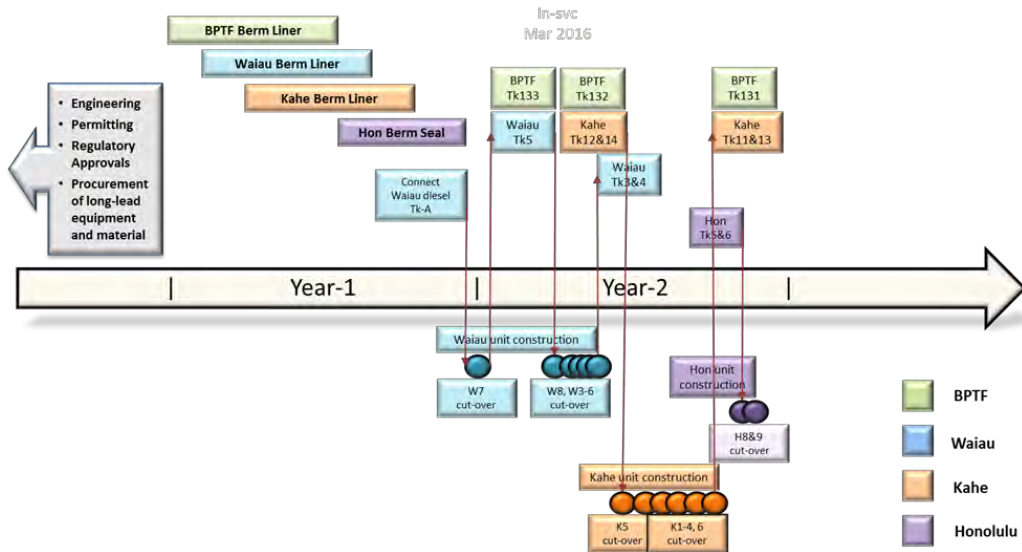 In-svc
Mar 2016
BPTF Berm Liner
Waiau Berm Liner
Kahe Berm Liner
Hon Berm Seal
• Engineering
• Permitting
• Regulatory
Approvals
• Procurement
of long-lead
equipment
and material
Connect
Waiau diesel
Tk-A
BPTF
Tk133
Waiau
Tk5
BPTF
Tk132
Kahe
Tk12&14
Waiau
Tk3&4
BPTF
Tk131
Kahe
Tk11&13
Hon
Tk5&6
Year-1
Year-2
Waiau unit construction
W7
cut-over
W8, W3-6
cut-over
Hon unit
construction
H8&9
cut-over
Kahe unit construction
K5
cut-over
K1-4, 6
cut-over
BPTF
Waiau
Kahe
Honolulu